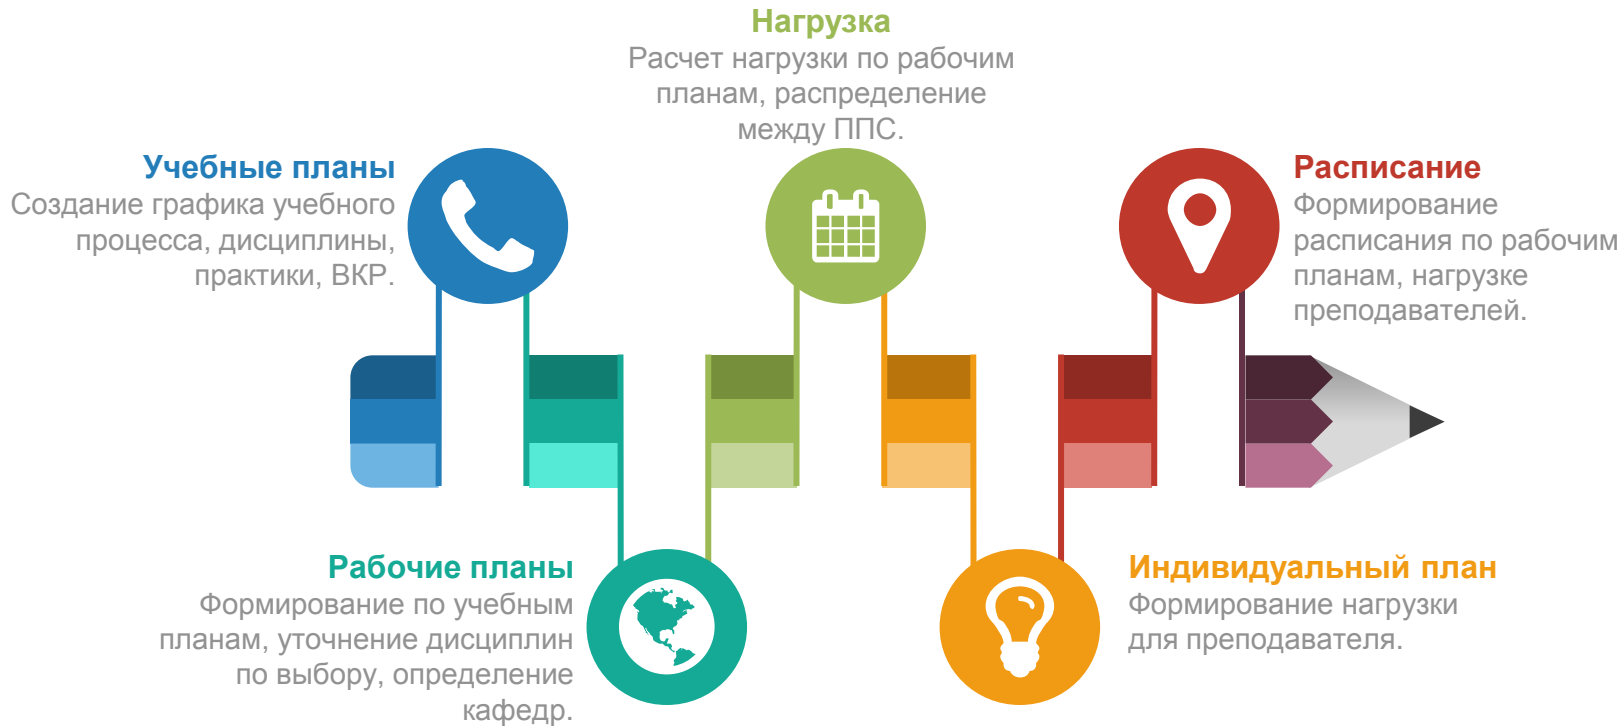 Нагрузка
Расчет нагрузки по рабочим
планам, распределение
между ППС.
Учебные планы
Создание графика учебного
процесса, дисциплины,
практики, ВКР.
Расписание
Формирование
расписания по рабочим
планам, нагрузке
преподавателей.
Рабочие планы
Формирование по учебным
планам, уточнение дисциплин
по выбору, определение
кафедр.
Индивидуальный план
Формирование нагрузки
для преподавателя.